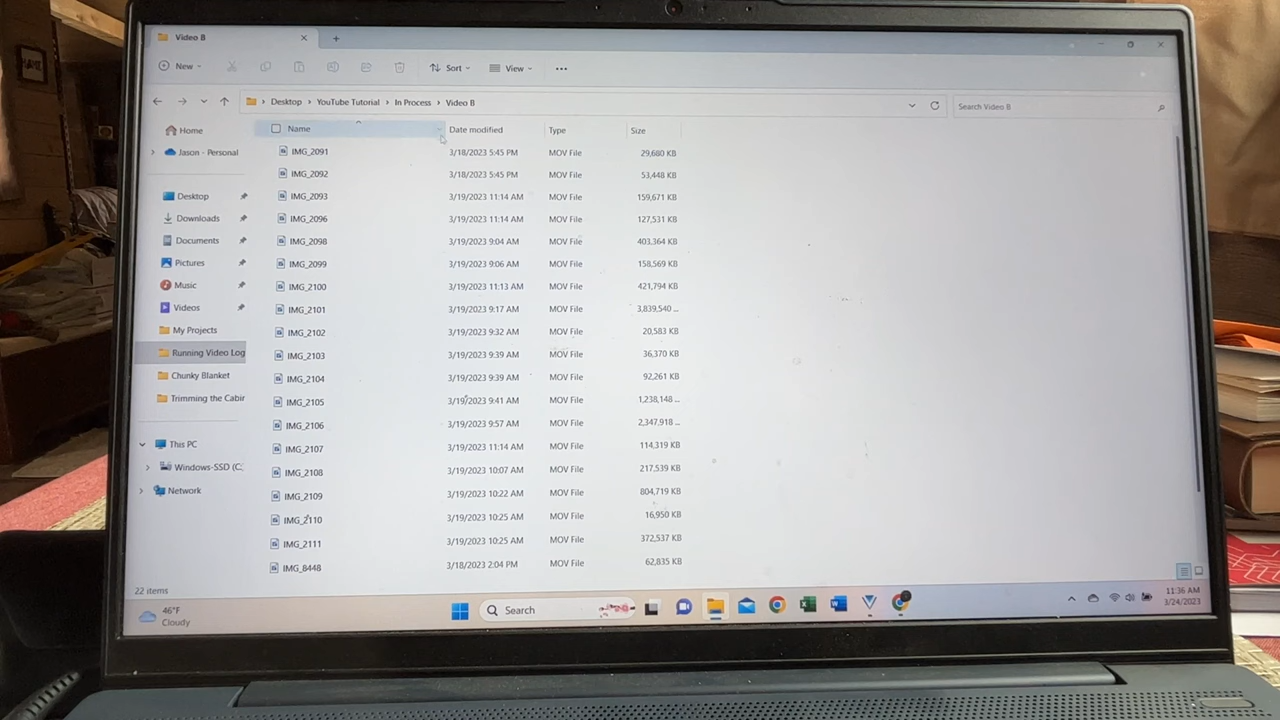 Video B
New
Sort
View
Desktop > YouTube Tutorial > In Process > Video B
Search Video B
Home
Jason - Personal
Desktop
Downloads
Documents
Pictures
Music
Videos
My Projects
Running Video Log
Chunky Blanket
Trimming the Cabir
This PC
Windows-SSD (C:
Network
Name Date modified Type Size
IMG_2091 3/18/2023 5:45 PM MOV File 29,680 KB
IMG_2092 3/18/2023 5:45 PM MOV File 53,448 KB
IMG_2093 3/19/2023 11:14 AM MOV File 159,671 KB
IMG_2096 3/19/2023 11:14 AM MOV File 127,531 KB
IMG_2098 3/19/2023 9:04 AM MOV File 403,364 KB
IMG_2099 3/19/2023 9:06 AM MOV File 158,569 KB
IMG_2100 3/19/2023 11:13 AM MOV File 421,794 KB
IMG_2101 3/19/2023 9:17 AM MOV File 3,839,540 ...
IMG_2102 3/19/2023 9:32 AM MOV File 20,583 KB
IMG_2103 3/19/2023 9:39 AM MOV File 36,370 KB
IMG_2104 3/19/2023 9:39 AM MOV File 92,261 KB
IMG_2105 3/19/2023 9:41 AM MOV File 1,238,148 ...
IMG_2106 3/19/2023 9:57 AM MOV File 2,347,918 ...
IMG_2107 3/19/2023 11:14 AM MOV File 114,319 KB
IMG_2108 3/19/2023 10:07 AM MOV File 217,539 KB
IMG_2109 3/19/2023 10:22 AM MOV File 804,719 KB
IMG_2110 3/19/2023 10:25 AM MOV File 16,950 KB
IMG_2111 3/19/2023 10:25 AM MOV File 372,537 KB
IMG_8448 3/18/2023 2:04 PM MOV File 62,835 KB
22 items
46°F
Cloudy
Search
11:36 AM
3/24/2023